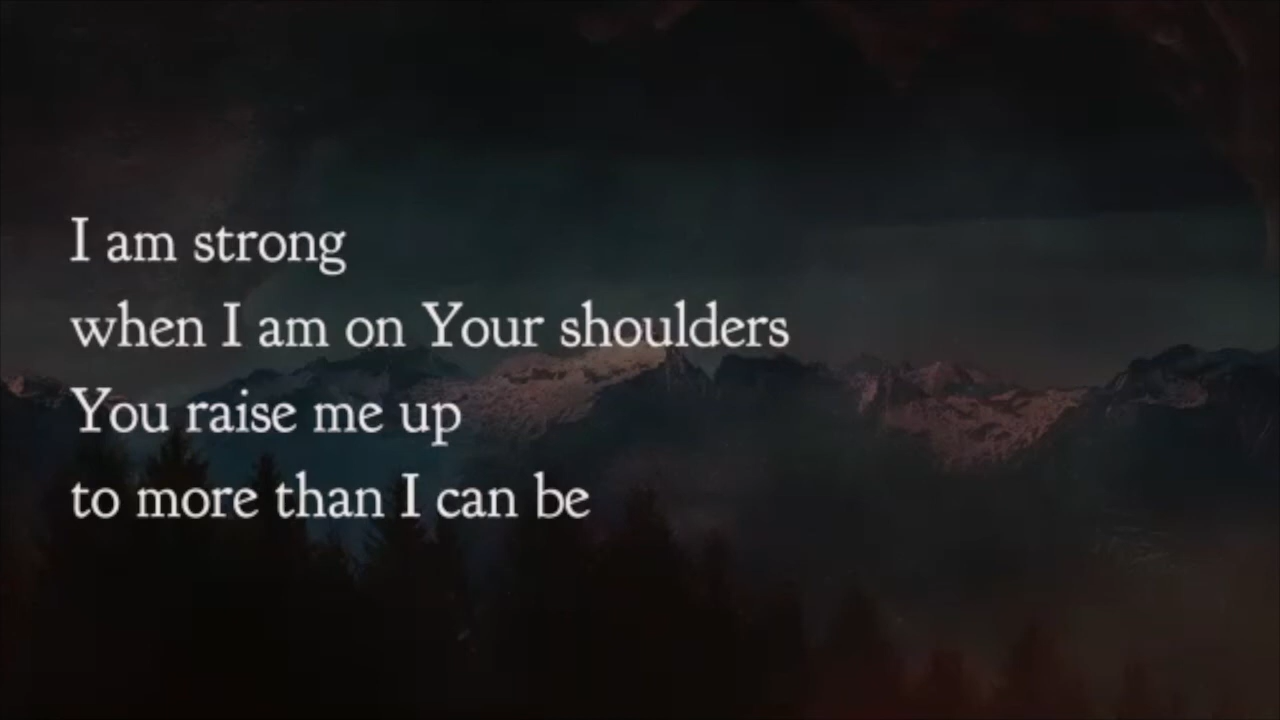 I am strong
when I am on Your shoulders
You raise me up
to more than I can be